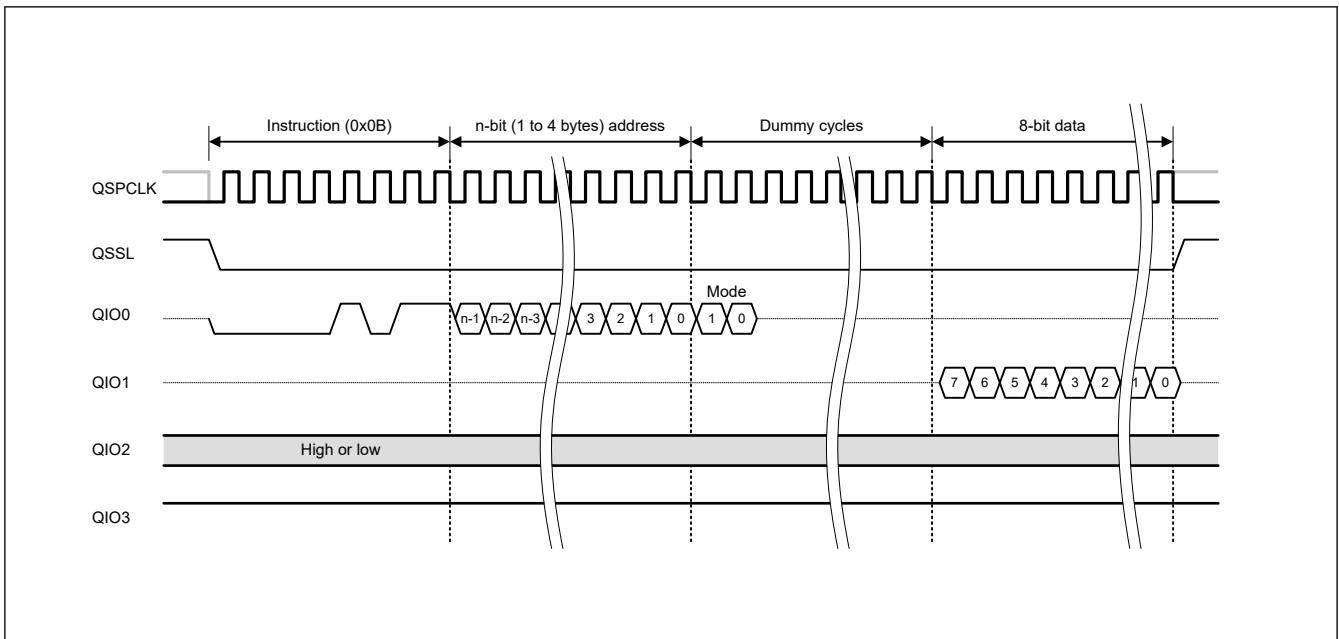 Instruction (0x0B) n-bit (1 to 4 bytes) address Dummy cycles 8-bit data
QSPCLK
QSSL
Mode
QIO0 n-1 n-2 n-3 3 2 1 0 1 0
QIO1 7 6 5 4 3 2 1 0
QIO2 High or low
QIO3